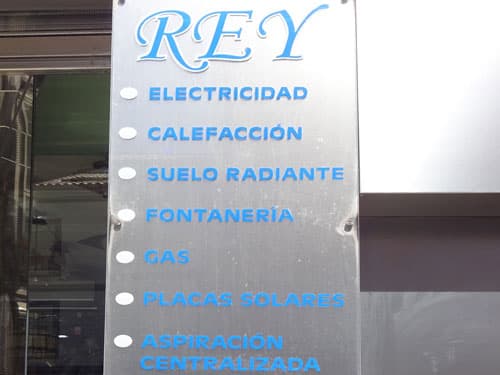 REY
ELECTRICIDAD
CALEFACCIÓN
SUELO RADIANTE
FONTANERÍA
GAS
PLACAS SOLARES
ASPIRACIÓN
CENTRALIZADA